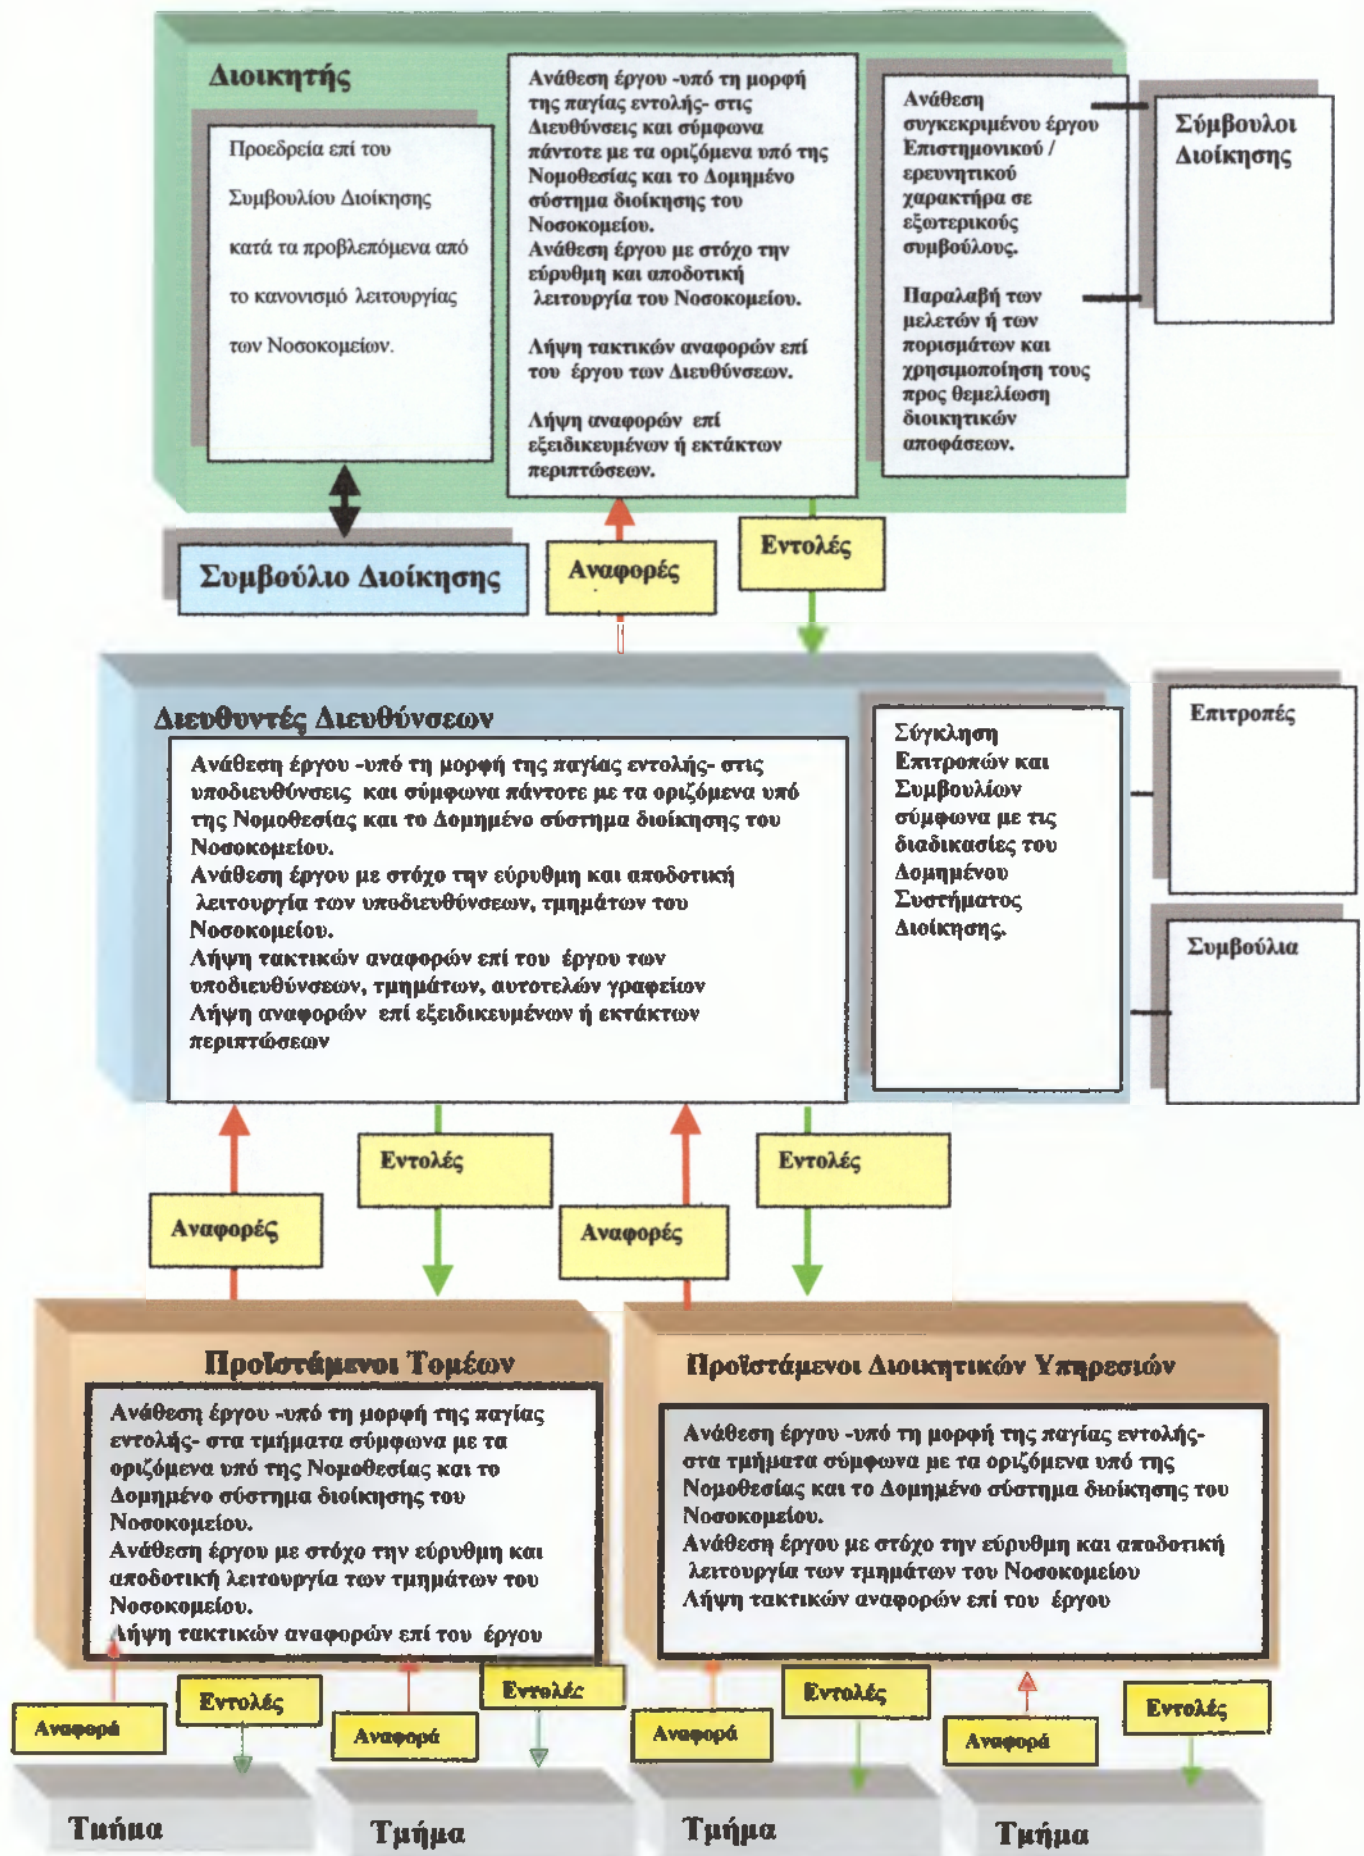 Διοικητής
Προεδρεία επί του
Συμβουλίου Διοίκησης
κατά τα προβλεπόμενα από
το κανονισμό λειτουργίας
των Νοσοκομείων.
Ανάθεση έργου -υπό τη μορφή
της παγίας εντολής- στις
Διευθύνσεις και σύμφωνα
πάντοτε με τα οριζόμενα υπό της
Νομοθεσίας και το Δομημένο
σύστημα διοίκησης του
Νοσοκομείου.
Ανάθεση έργου με στόχο την
εύρυθμη και αποδοτική
λειτουργία του Νοσοκομείου.
Λήψη τακτικών αναφορών επί
του έργου των Διευθύνσεων.
Λήψη αναφορών επί
εξειδικευμένων ή εκτάκτων
περιπτώσεων.
Ανάθεση
συγκεκριμένου έργου
Επιστημονικού /
ερευνητικού
χαρακτήρα σε
εξωτερικούς
συμβούλους.
Παραλαβή των
μελετών ή των
πορισμάτων και
χρησιμοποίηση τους
προς θεμελίωση
διοικητικών
αποφάσεων.
Σύμβουλοι
Διοίκησης
Συμβούλιο Διοίκησης
Αναφορές
Εντολές
Διευθυντές Διευθύνσεων
Ανάθεση έργου -υπό τη μορφή της παγίας εντολής- στις
υποδιευθύνσεις και σύμφωνα πάντοτε με τα οριζόμενα υπό
της Νομοθεσίας και το Δομημένο σύστημα διοίκησης του
Νοσοκομείου.
Ανάθεση έργου με στόχο την εύρυθμη και αποδοτική
λειτουργία των υποδιευθύνσεων, τμημάτων του
Νοσοκομείου.
Λήψη τακτικών αναφορών επί του έργου των
υποδιευθύνσεων, τμημάτων, αυτοτελών γραφείων
Λήψη αναφορών επί εξειδικευμένων ή εκτάκτων
περιπτώσεων
Σύγκληση
Επιτροπών και
Συμβουλίων
σύμφωνα με τις
διαδικασίες του
Δομημένου
Συστήματος
Διοίκησης.
Επιτροπές
Συμβούλια
Αναφορές
Εντολές
Αναφορές
Εντολές
Προϊστάμενοι Τομέων
Ανάθεση έργου -υπό τη μορφή της παγίας
εντολής- στα τμήματα σύμφωνα με τα
οριζόμενα υπό της Νομοθεσίας και το
Δομημένο σύστημα διοίκησης του
Νοσοκομείου.
Ανάθεση έργου με στόχο την εύρυθμη και
αποδοτική λειτουργία των τμημάτων του
Νοσοκομείου.
Λήψη τακτικών αναφορών επί του έργου
Προϊστάμενοι Διοικητικών Υπηρεσιών
Ανάθεση έργου -υπό τη μορφή της παγίας εντολής-
στα τμήματα σύμφωνα με τα οριζόμενα υπό της
Νομοθεσίας και το Δομημένο σύστημα διοίκησης του
Νοσοκομείου.
Ανάθεση έργου με στόχο την εύρυθμη και αποδοτική
λειτουργία των τμημάτων του Νοσοκομείου
Λήψη τακτικών αναφορών επί του έργου
Αναφορά
Εντολές
Αναφορά
Εντολές
Αναφορά
Εντολές
Αναφορά
Εντολές
Τμήμα
Τμήμα
Τμήμα
Τμήμα